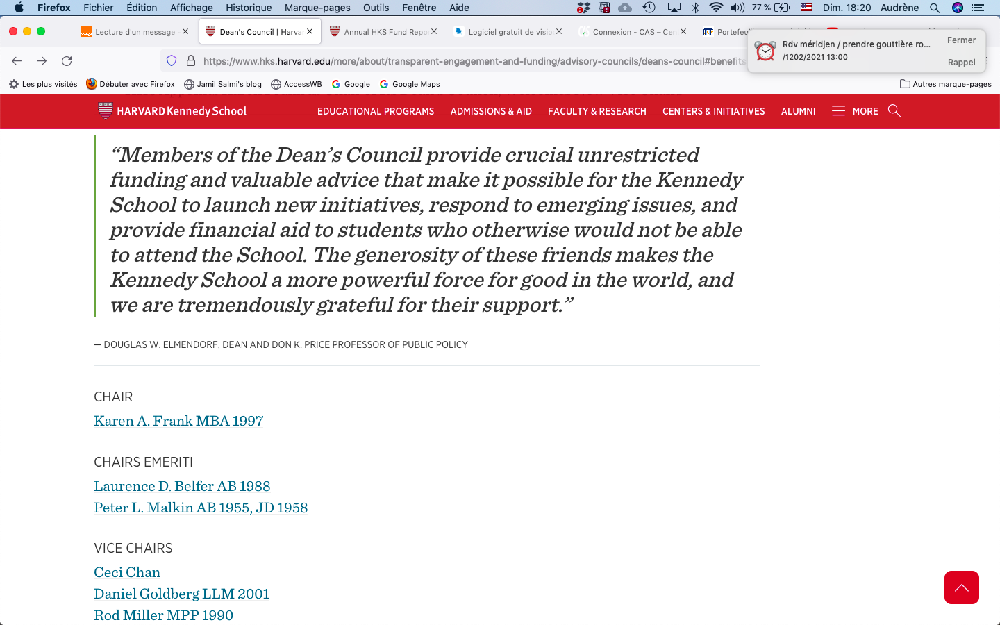 Firefox Fichier Édition Affichage Historique Marque-pages Outils Fenêtre Aide 77 % Dim. 18:20 Audrène
Lecture d'un message Dean's Council | Harvar Annual HKS Fund Repo Logiciel gratuit de visio Connexion - CAS – Cen Portefeu
Rdv méridjen / prendre gouttière ro...
/1202/2021 13:00
Fermer
Rappel
https://www.hks.harvard.edu/more/about/transparent-engagement-and-funding/advisory-councils/deans-council#benefits
Les plus visités Débuter avec Firefox Jamil Salmi's blog AccessWB Google Google Maps Autres marque-pages
HARVARD Kennedy School EDUCATIONAL PROGRAMS ADMISSIONS & AID FACULTY & RESEARCH CENTERS & INITIATIVES ALUMNI MORE
“Members of the Dean’s Council provide crucial unrestricted
funding and valuable advice that make it possible for the Kennedy
School to launch new initiatives, respond to emerging issues, and
provide financial aid to students who otherwise would not be able
to attend the School. The generosity of these friends makes the
Kennedy School a more powerful force for good in the world, and
we are tremendously grateful for their support.”
— DOUGLAS W. ELMENDORF, DEAN AND DON K. PRICE PROFESSOR OF PUBLIC POLICY
CHAIR
Karen A. Frank MBA 1997
CHAIRS EMERITI
Laurence D. Belfer AB 1988
Peter L. Malkin AB 1955, JD 1958
VICE CHAIRS
Ceci Chan
Daniel Goldberg LLM 2001
Rod Miller MPP 1990